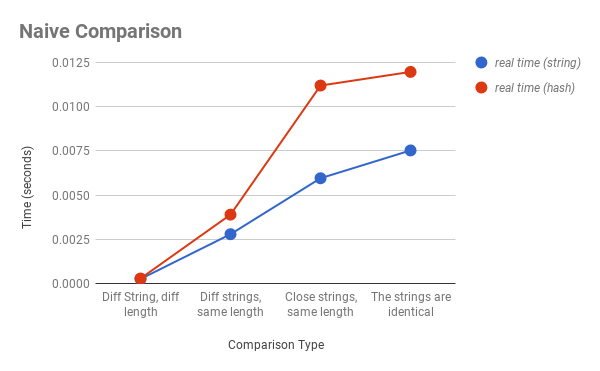 Naive Comparison
real time (string)
real time (hash)
0.0125
0.0100
0.0075
0.0050
0.0025
0.0000
Time (seconds)
Diff String, diff
length
Diff strings,
same length
Close strings,
same length
The strings are
identical
Comparison Type